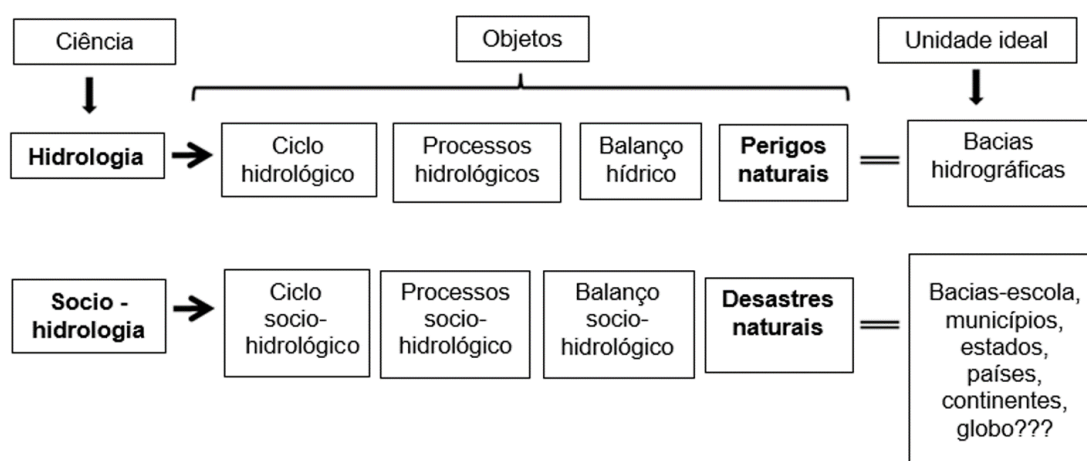 Ciência
Objetos
Unidade ideal
Hidrologia
Ciclo
hidrológico
Processos
hidrológicos
Balanço
hídrico
Perigos
naturais
Bacias
hidrográficas
Socio -
hidrologia
Ciclo
socio-
hidrológico
Processos
socio-
hidrológico
Balanço
socio-
hidrológico
Desastres
naturais
Bacias-escola,
municípios,
estados,
países,
continentes,
globo???